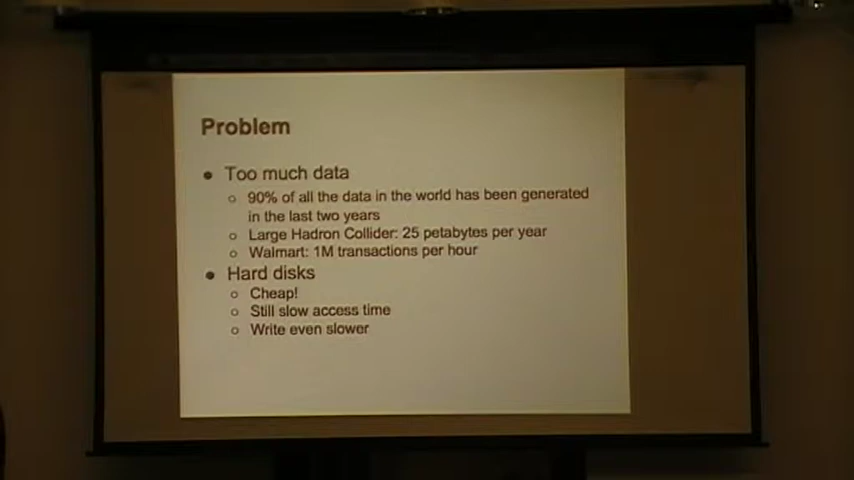 Problem
● Too much data
○ 90% of all the data in the world has been generated
in the last two years
○ Large Hadron Collider: 25 petabytes per year
○ Walmart: 1M transactions per hour
● Hard disks
○ Cheap!
○ Still slow access time
○ Write even slower